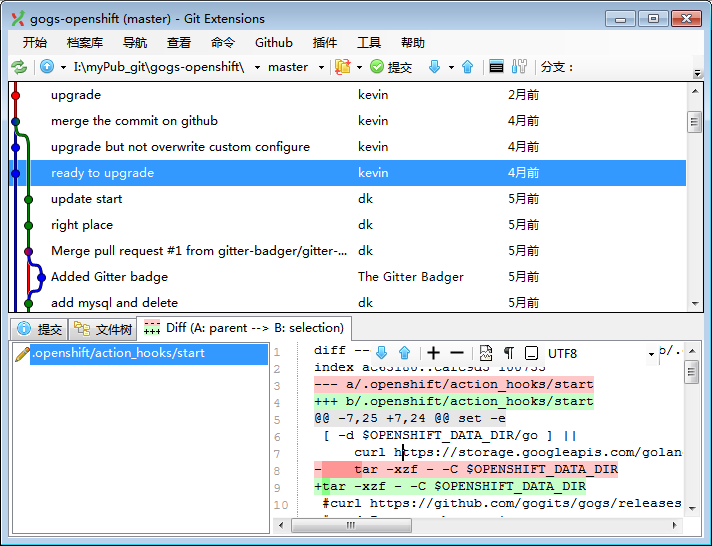 gogs-openshift (master) - Git Extensions
开始 档案库 导航 查看 命令 Github 插件 工具 帮助
I:\myPub_git\gogs-openshift\ master 提交 分支：
upgrade kevin 2月前
merge the commit on github kevin 4月前
upgrade but not overwrite custom configure kevin 4月前
ready to upgrade kevin 4月前
update start dk 5月前
right place dk 5月前
Merge pull request #1 from gitter-badger/gitter-... dk 5月前
Added Gitter badge The Gitter Badger 5月前
add mysql and delete dk 5月前
提交 文件树 Diff (A: parent --> B: selection)
.openshift/action_hooks/start
UTF8
1 diff -- b/.
2 index
3 --- a/.openshift/action_hooks/start
4 +++ b/.openshift/action_hooks/start
5 @@ -7,25 +7,24 @@ set -e
6 [ -d $OPENSHIFT_DATA_DIR/go ] ||
7 curl https://storage.googleapis.com/golan
8 - tar -xzf - -C $OPENSHIFT_DATA_DIR
9 +tar -xzf - -C $OPENSHIFT_DATA_DIR
10 #curl https://github.com/gogits/gogs/releases